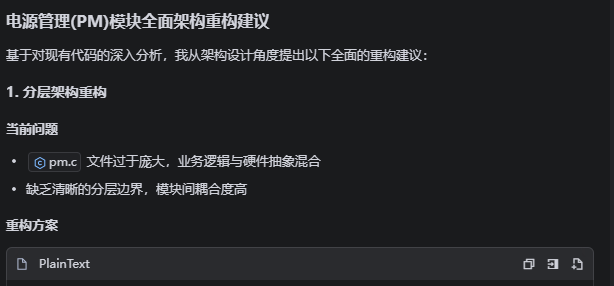 电源管理(PM)模块全面架构重构建议
基于对现有代码的深入分析，我从架构设计角度提出以下全面的重构建议：
1. 分层架构重构
当前问题
• pm.c 文件过于庞大，业务逻辑与硬件抽象混合
• 缺乏清晰的分层边界，模块间耦合度高
重构方案
PlainText